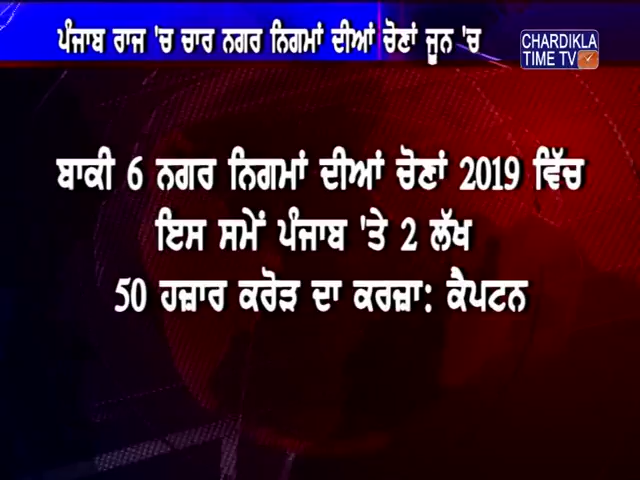 ਪੰਜਾਬ ਰਾਜ 'ਚ ਚਾਰ ਨਗਰ ਨਿਗਮਾਂ ਦੀਆਂ ਚੋਣਾਂ ਜੂਨ 'ਚ
CHARDIKLA
TIME TV
ਬਾਕੀ 6 ਨਗਰ ਨਿਗਮਾਂ ਦੀਆਂ ਚੋਣਾਂ 2019 ਵਿੱਚ
ਇਸ ਸਮੇਂ ਪੰਜਾਬ 'ਤੇ 2 ਲੱਖ
50 ਹਜ਼ਾਰ ਕਰੋੜ ਦਾ ਕਰਜ਼ਾ: ਕੈਪਟਨ